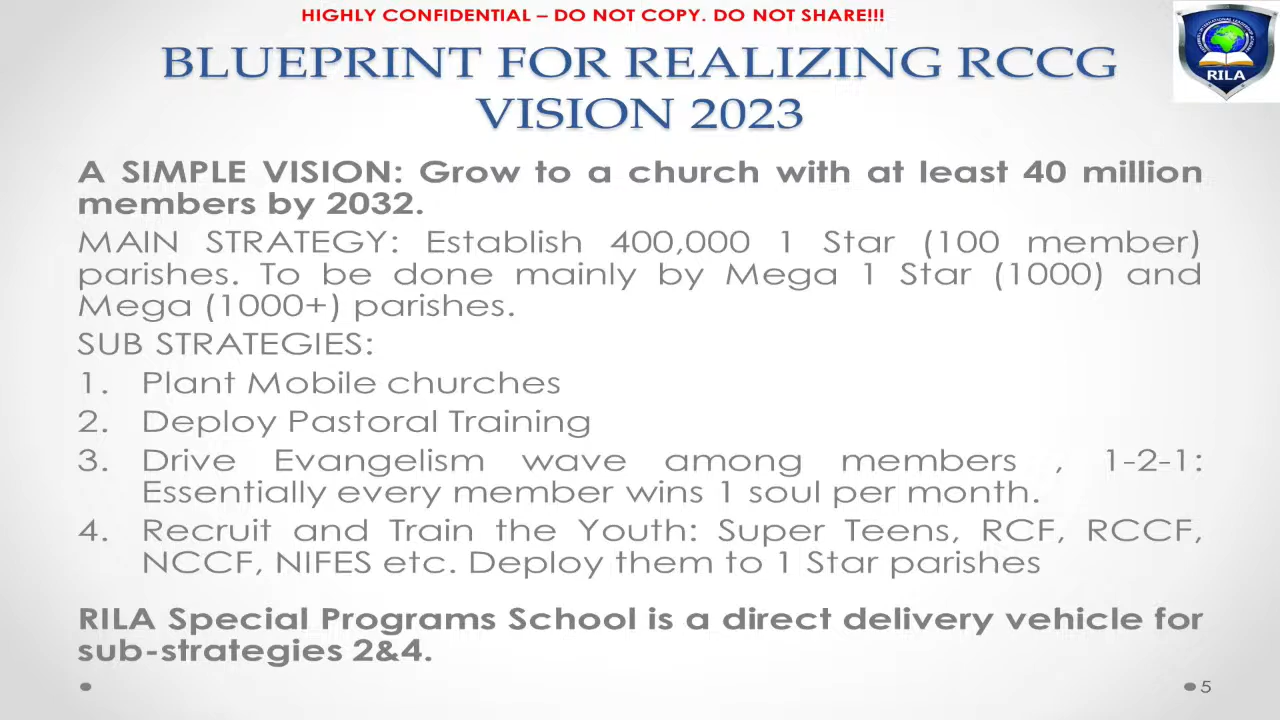 HIGHLY CONFIDENTIAL – DO NOT COPY. DO NOT SHARE!!!
BLUEPRINT FOR REALIZING RCCG
VISION 2023
RILA
A SIMPLE VISION: Grow to a church with at least 40 million
members by 2032.
MAIN STRATEGY: Establish 400,000 1 Star (100 member)
parishes. To be done mainly by Mega 1 Star (1000) and
Mega (1000+) parishes.
SUB STRATEGIES:
1. Plant Mobile churches
2. Deploy Pastoral Training
3. Drive Evangelism wave among members , 1-2-1:
Essentially every member wins 1 soul per month.
4. Recruit and Train the Youth: Super Teens, RCF, RCCF,
NCCF, NIFES etc. Deploy them to 1 Star parishes
RILA Special Programs School is a direct delivery vehicle for
sub-strategies 2&4.
5